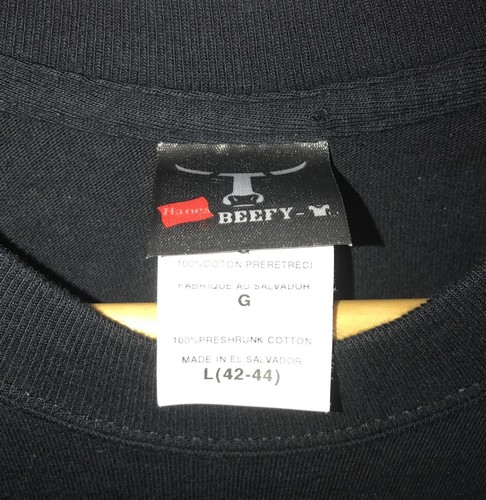 Hanes
BEEFY-
G
100%COTON PRERETRECI
FABRIQUE AU SALVADOR
G
100%PRESHRUNK COTTON
MADE IN EL SALVADOR
L(42-44)